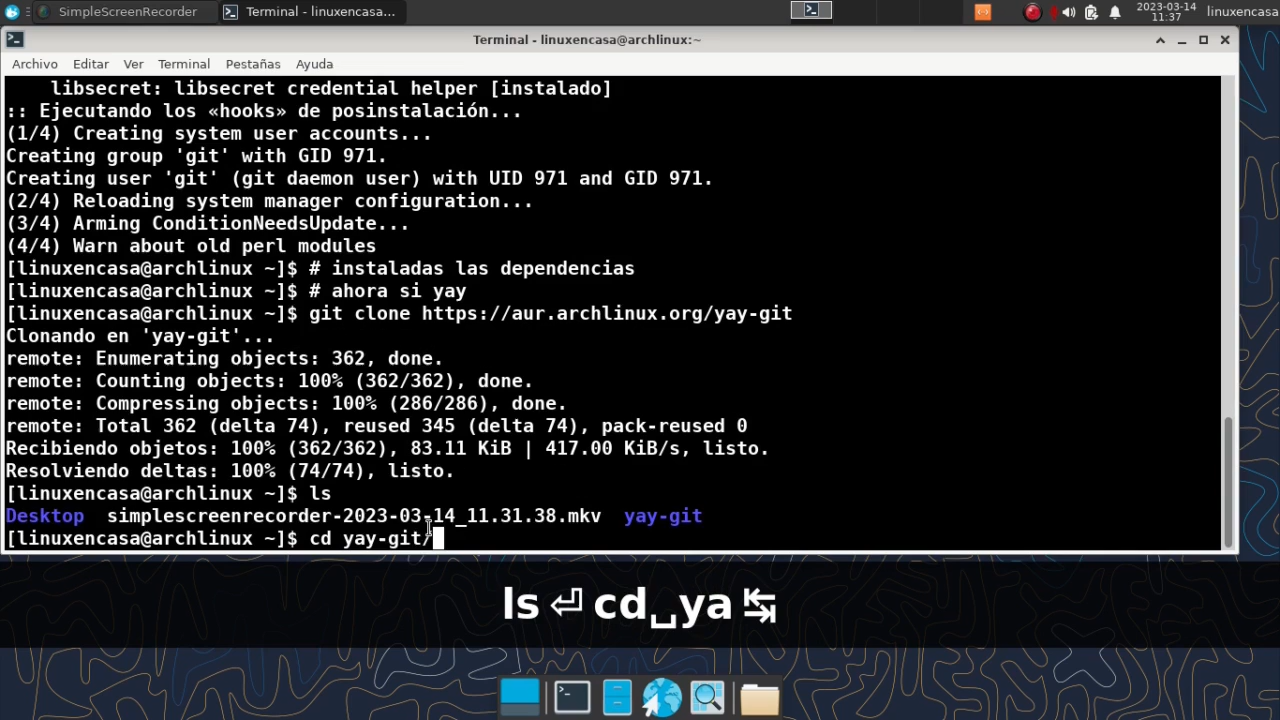 SimpleScreenRecorder
Terminal - linuxencasa...
2023-03-14
11:37
linuxencasa
Terminal - linuxencasa@archlinux:~
Archivo Editar Ver Terminal Pestañas Ayuda
libsecret: libsecret credential helper [instalado]
:: Ejecutando los «hooks» de posinstalación...
(1/4) Creating system user accounts...
Creating group 'git' with GID 971.
Creating user 'git' (git daemon user) with UID 971 and GID 971.
(2/4) Reloading system manager configuration...
(3/4) Arming ConditionNeedsUpdate...
(4/4) Warn about old perl modules
[linuxencasa@archlinux ~]$ # instaladas las dependencias
[linuxencasa@archlinux ~]$ # ahora si yay
[linuxencasa@archlinux ~]$ git clone https://aur.archlinux.org/yay-git
Clonando en 'yay-git'...
remote: Enumerating objects: 362, done.
remote: Counting objects: 100% (362/362), done.
remote: Compressing objects: 100% (286/286), done.
remote: Total 362 (delta 74), reused 345 (delta 74), pack-reused 0
Recibiendo objetos: 100% (362/362), 83.11 KiB | 417.00 KiB/s, listo.
Resolviendo deltas: 100% (74/74), listo.
[linuxencasa@archlinux ~]$ ls
Desktop simplescreenrecorder-2023-03-14_11.31.38.mkv yay-git
[linuxencasa@archlinux ~]$ cd yay-git/
ls⏎cd␣ya↹